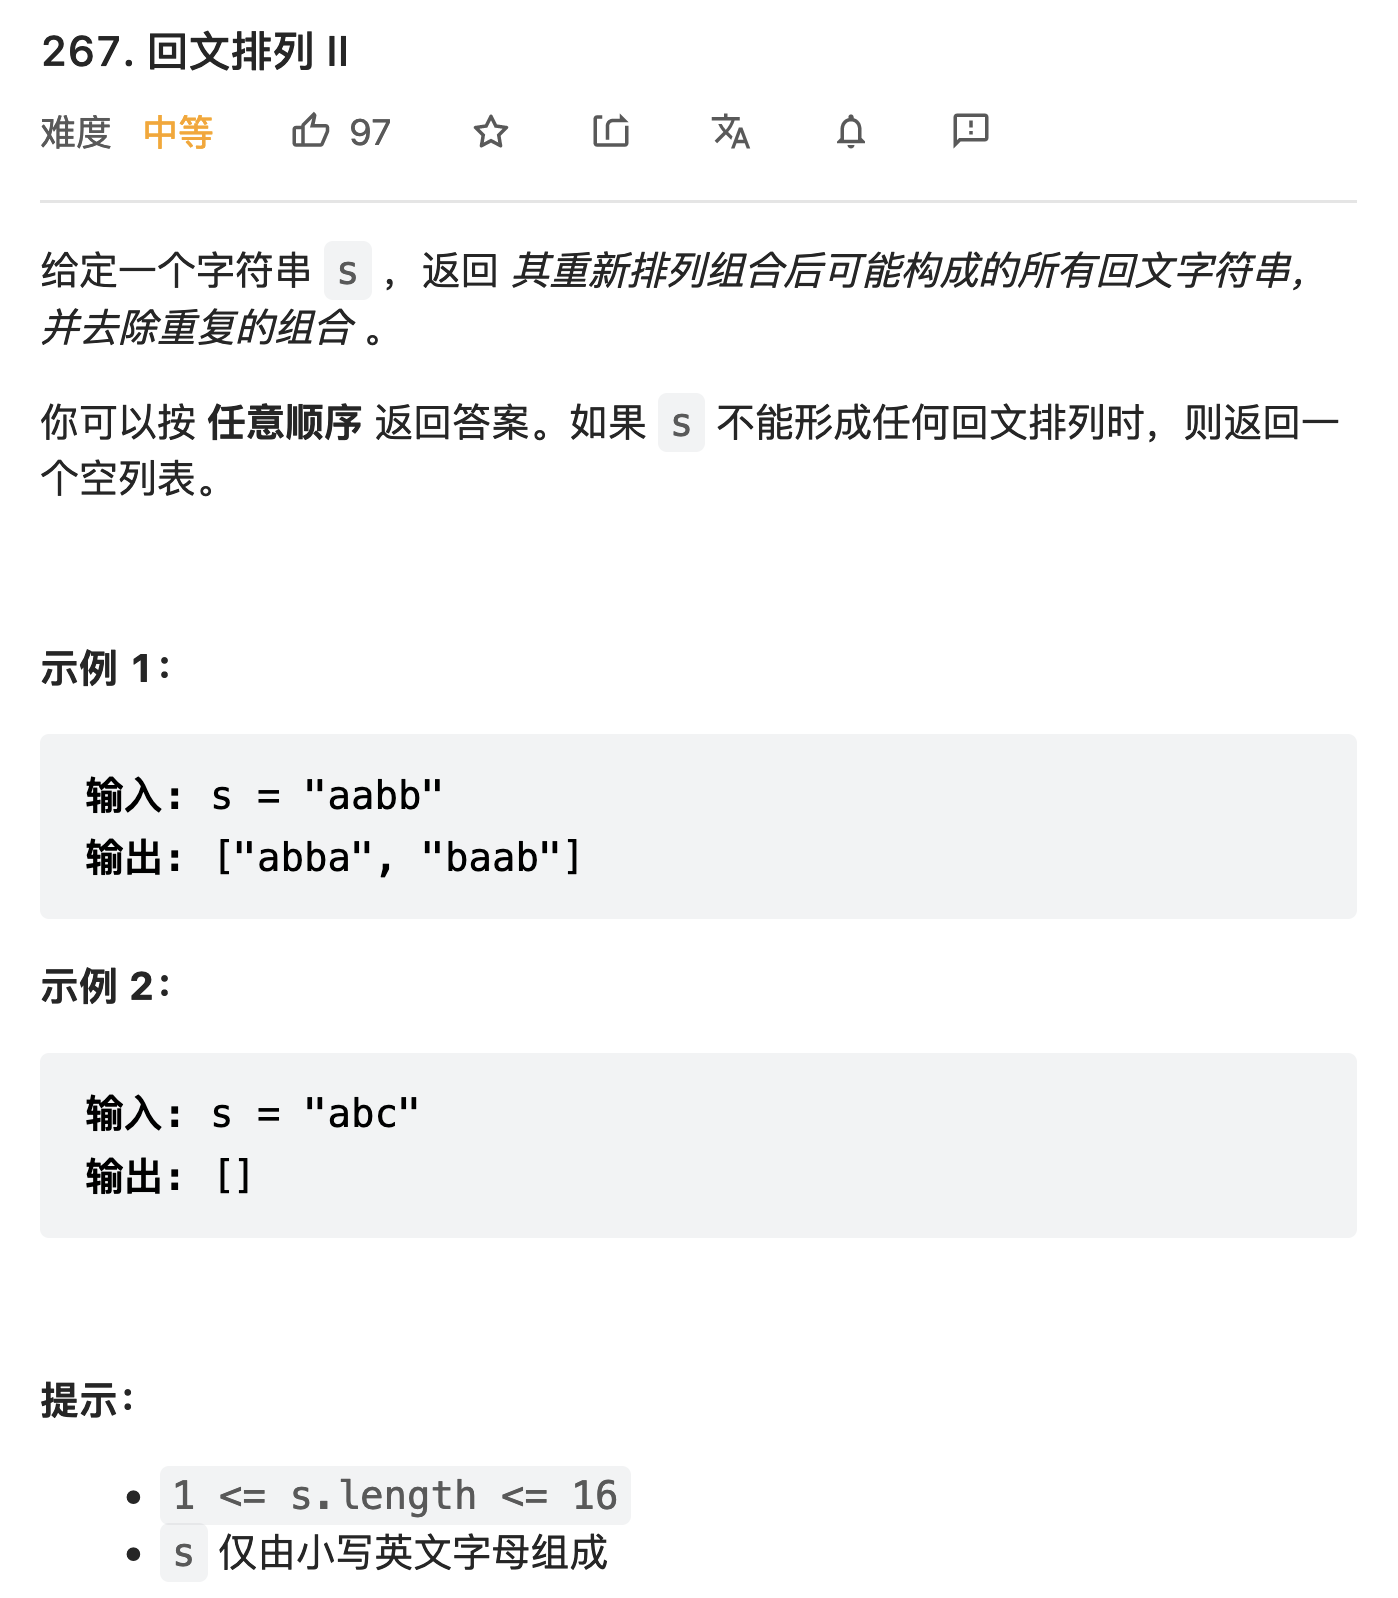 267. 回文排列 II
难度 中等 97
给定一个字符串 s ，返回 其重新排列组合后可能构成的所有回文字符串，
并去除重复的组合 。
你可以按 任意顺序 返回答案。如果 s 不能形成任何回文排列时，则返回一
个空列表。
示例 1：
输入: s = "aabb"
输出: ["abba", "baab"]
示例 2：
输入: s = "abc"
输出: []
提示：
• 1 <= s.length <= 16
• s 仅由小写英文字母组成